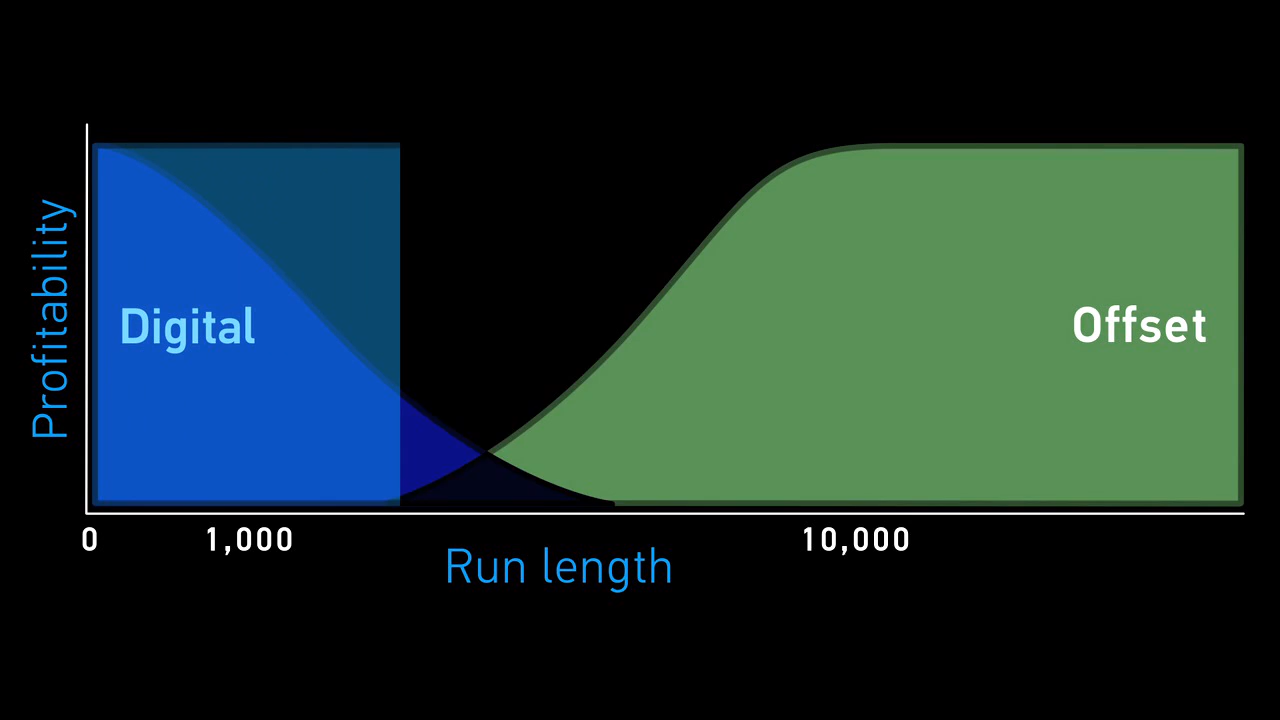 Profitability
Digital
Offset
0
1,000
10,000
Run length